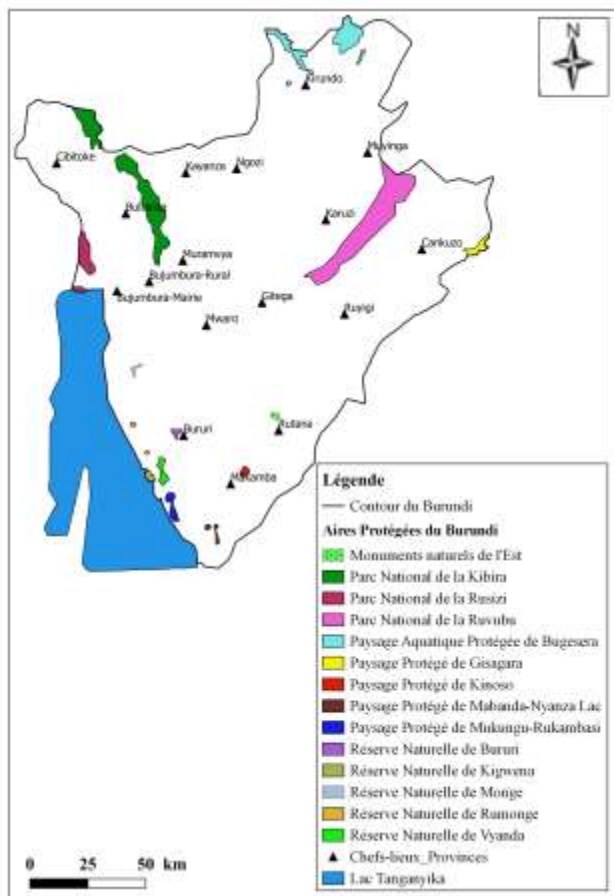 N
Kirundo
Muyinga
Cibitoke
Kayanza
Ngozi
Bubanza
Karuzi
Cankuzo
Muramvya
Bujumbura-Rural
Bujumbura-Mairie
Gitega
Ruyigi
Mwaro
Bururi
Rutana
Makamba
Légende
Contour du Burundi
Aires Protégées du Burundi
Monuments naturels de l'Est
Parc National de la Kibira
Parc National de la Rusizi
Parc National de la Ruvubu
Paysage Aquatique Protégée de Bugesera
Paysage Protégé de Gisagara
Paysage Protégé de Kinoso
Paysage Protégé de Mabanda-Nyanza Lac
Paysage Protégé de Mukungu-Rukambasi
Réserve Naturelle de Bururi
Réserve Naturelle de Kigwena
Réserve Naturelle de Monge
Réserve Naturelle de Rumonge
Réserve Naturelle de Vyanda
Chefs-lieux_Provinces
Lac Tanganyika
0 25 50 km